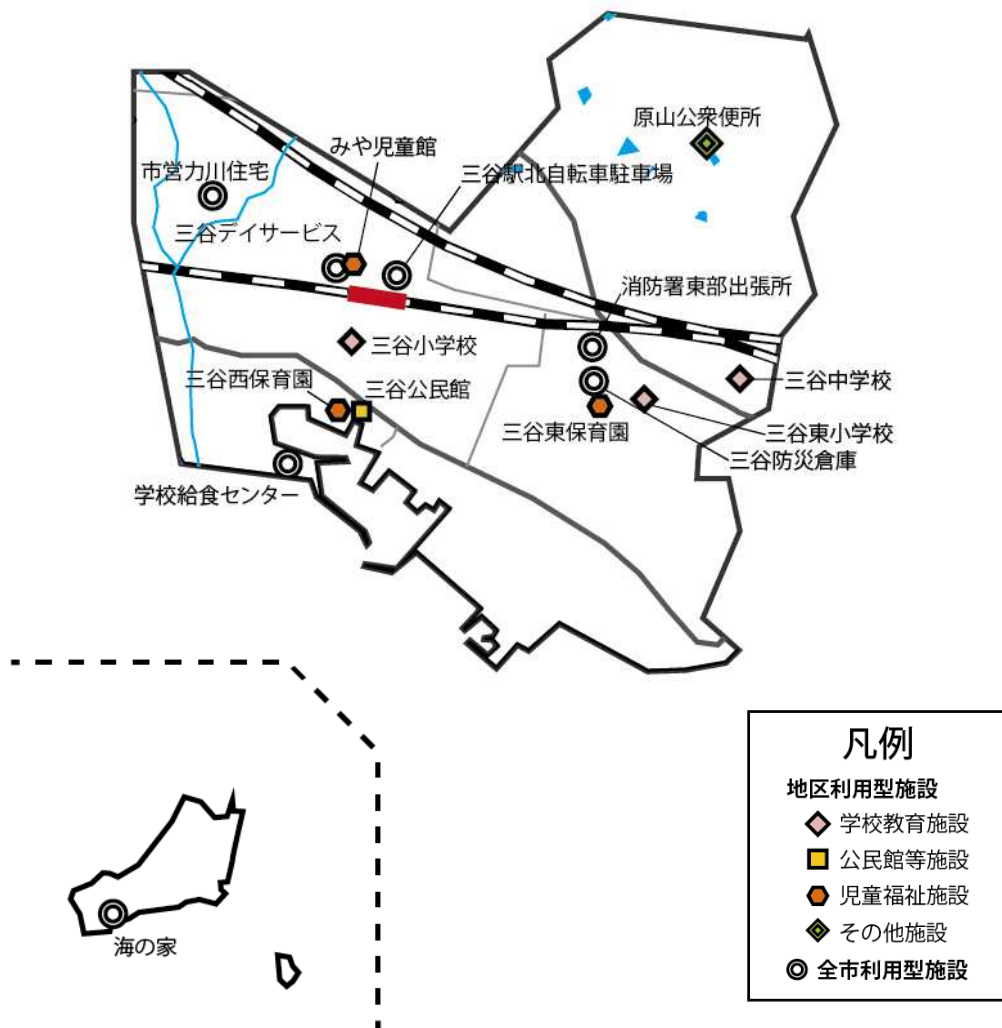 原山公衆便所
みや児童館
三谷駅北自転車駐車場
市営力川住宅
三谷デイサービス
消防署東部出張所
三谷小学校
三谷西保育園
三谷公民館
三谷中学校
三谷東保育園
三谷東小学校
三谷防災倉庫
学校給食センター
海の家
凡例
地区利用型施設
学校教育施設
公民館等施設
児童福祉施設
その他施設
全市利用型施設